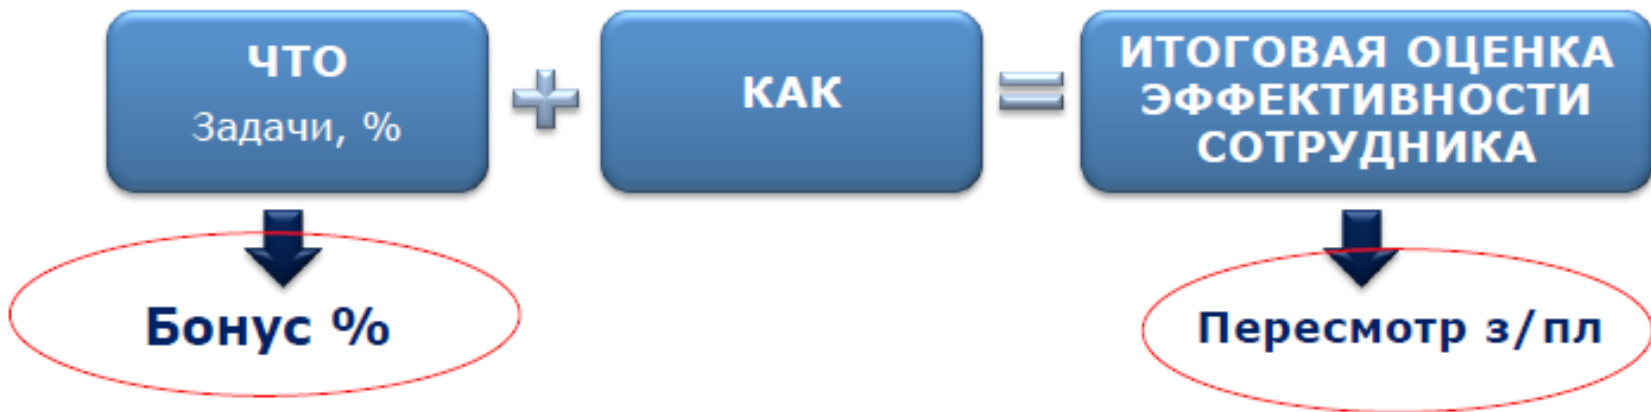 ЧТО
Задачи, %
+
КАК
=
ИТОГОВАЯ ОЦЕНКА
ЭФФЕКТИВНОСТИ
СОТРУДНИКА
Бонус %
Пересмотр з/пл